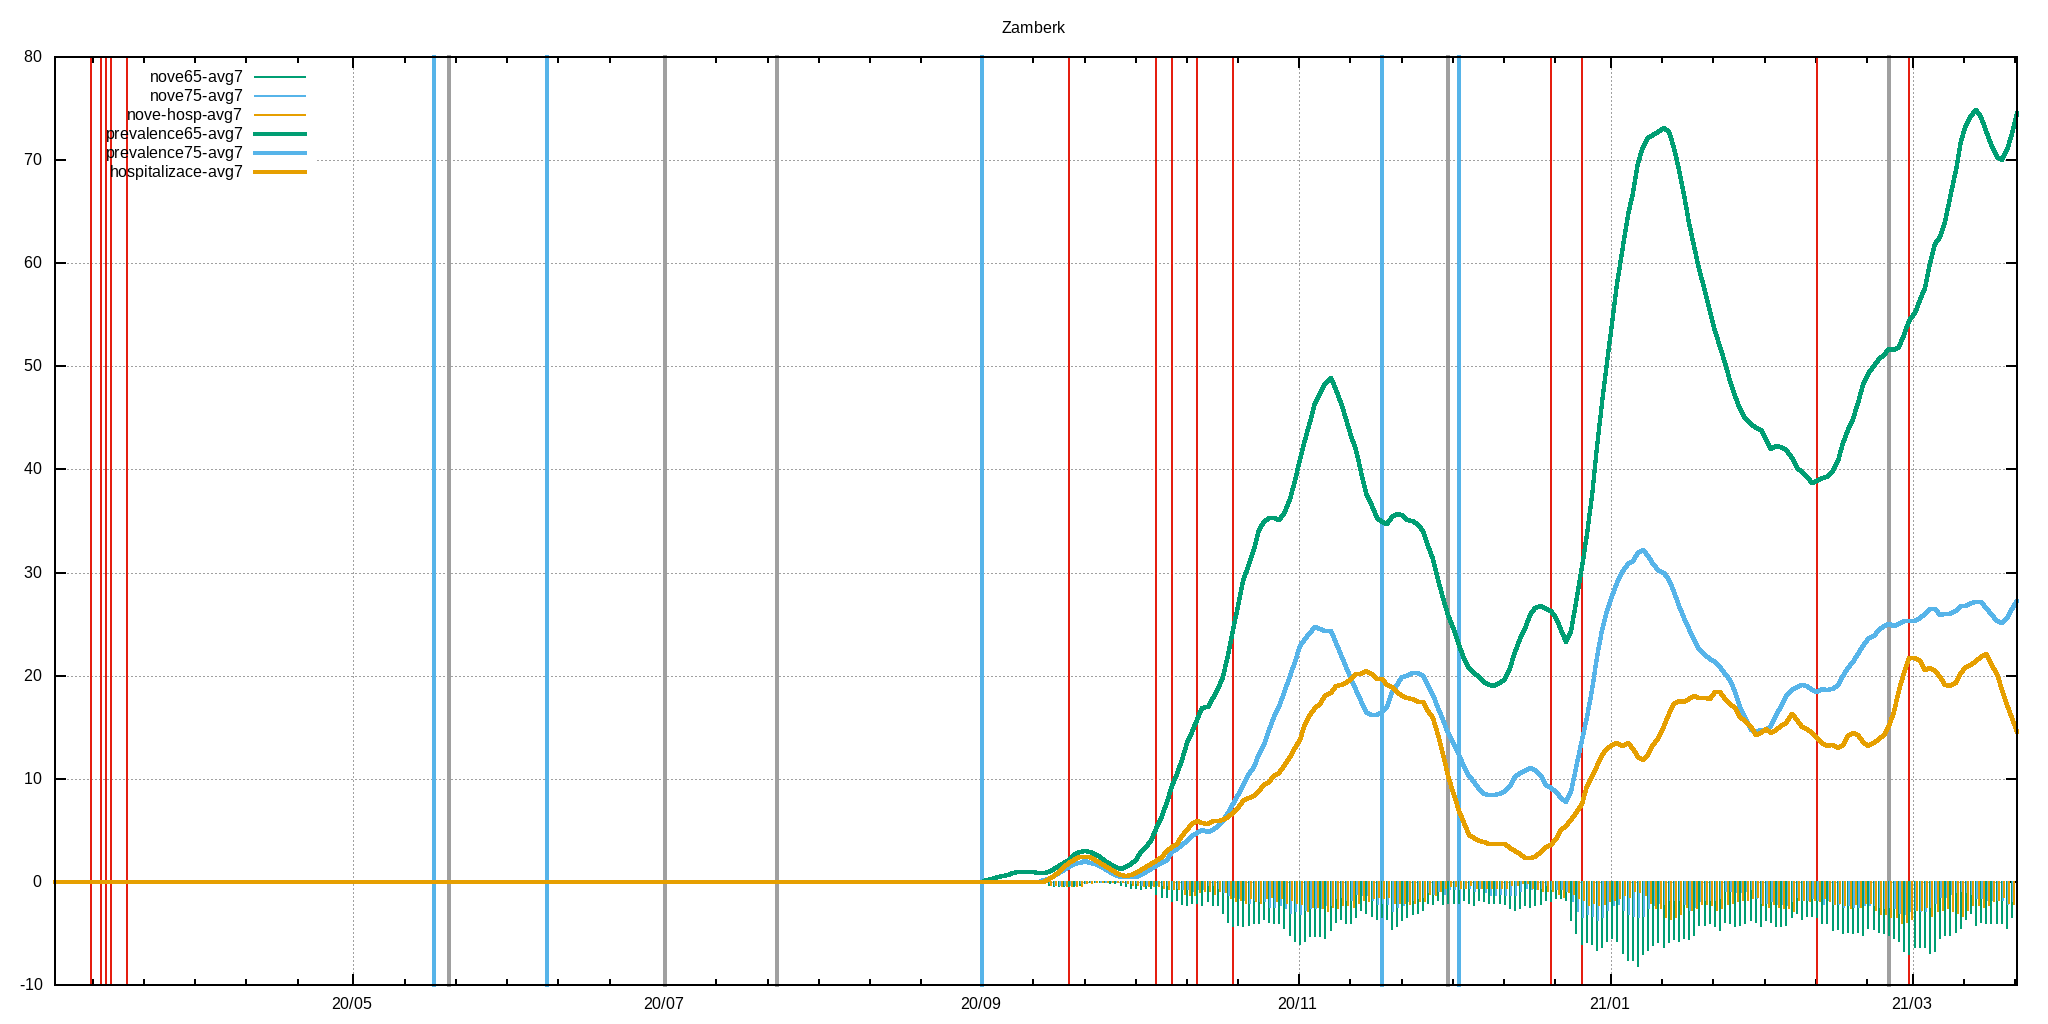 Zamberk
80
70
60
50
40
30
20
10
0
-10
nove65-avg7
nove75-avg7
nove-hosp-avg7
prevalence65-avg7
prevalence75-avg7
hospitalizace-avg7
20/05 20/07 20/09 20/11 21/01 21/03